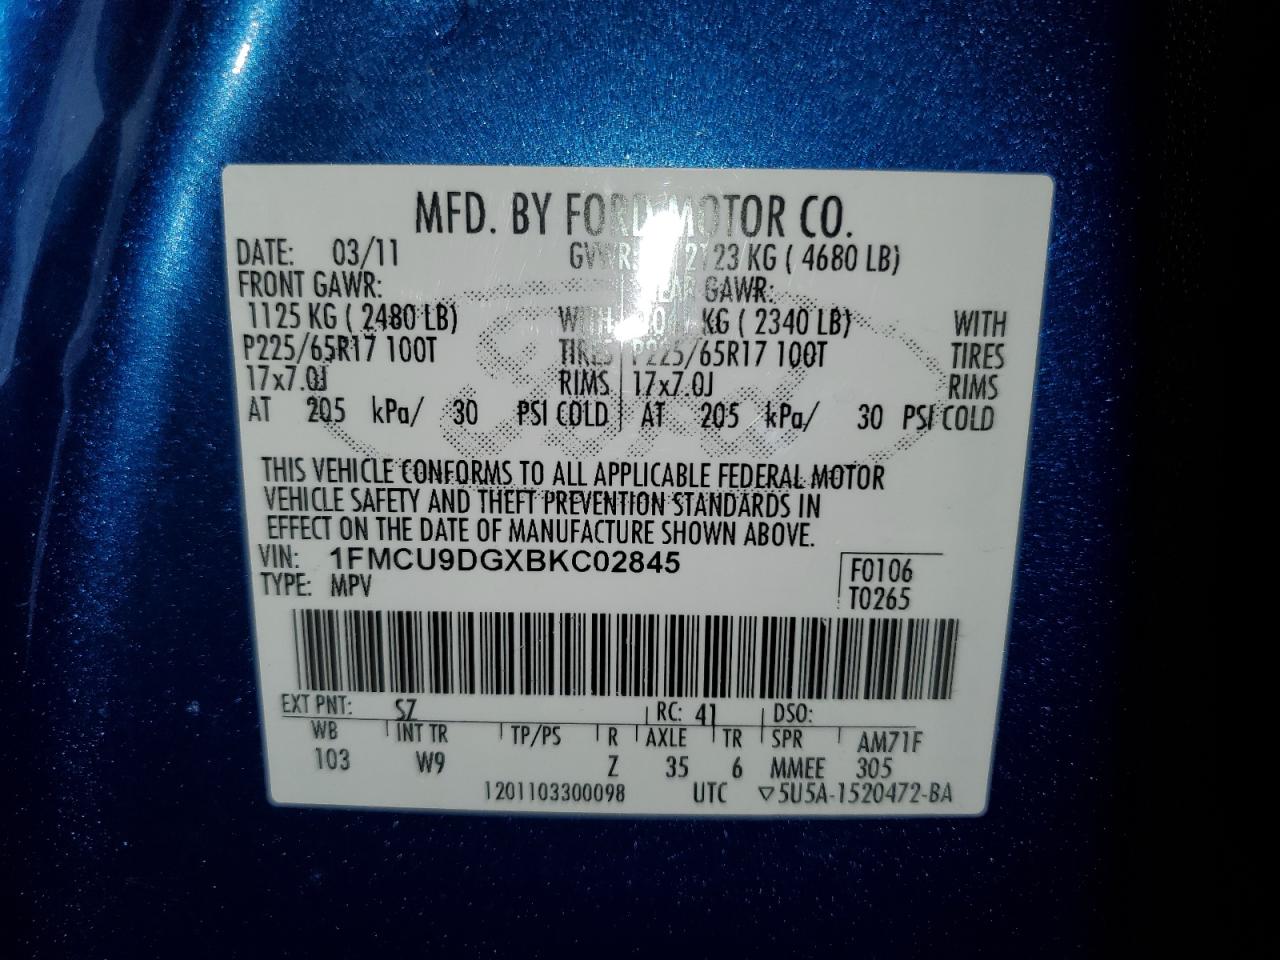 MFD. BY FORD MOTOR CO.
DATE: 03/11 GVWR: 2123 KG ( 4680 LB)
FRONT GAWR: REAR GAWR:
1125 KG ( 2480 LB) WITH KG ( 2340 LB) WITH
P225/65R17 100T TIRES P225/65R17 100T TIRES
17x7.0J RIMS 17x7.0J RIMS
AT 205 kPa/ 30 PSI COLD AT 205 kPa/ 30 PSI COLD
THIS VEHICLE CONFORMS TO ALL APPLICABLE FEDERAL MOTOR
VEHICLE SAFETY AND THEFT PREVENTION STANDARDS IN
EFFECT ON THE DATE OF MANUFACTURE SHOWN ABOVE.
VIN: 1FMCU9DGXBKC02845
TYPE: MPV
F0106
T0265
EXT PNT: SZ RC: 41 DSO:
WB INT TR TP/PS R AXLE TR SPR AM71F
103 W9 Z 35 6 MMEE 305
1201103300098 UTC ▽5U5A-1520472-BA